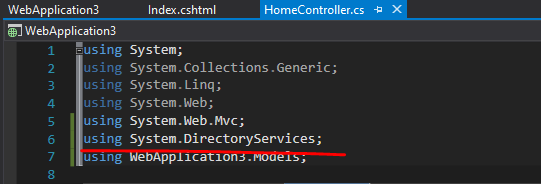 WebApplication3 Index.cshtml HomeController.cs
WebApplication3
1 using System;
2 using System.Collections.Generic;
3 using System.Linq;
4 using System.Web;
5 using System.Web.Mvc;
6 using System.DirectoryServices;
7 using WebApplication3.Models;